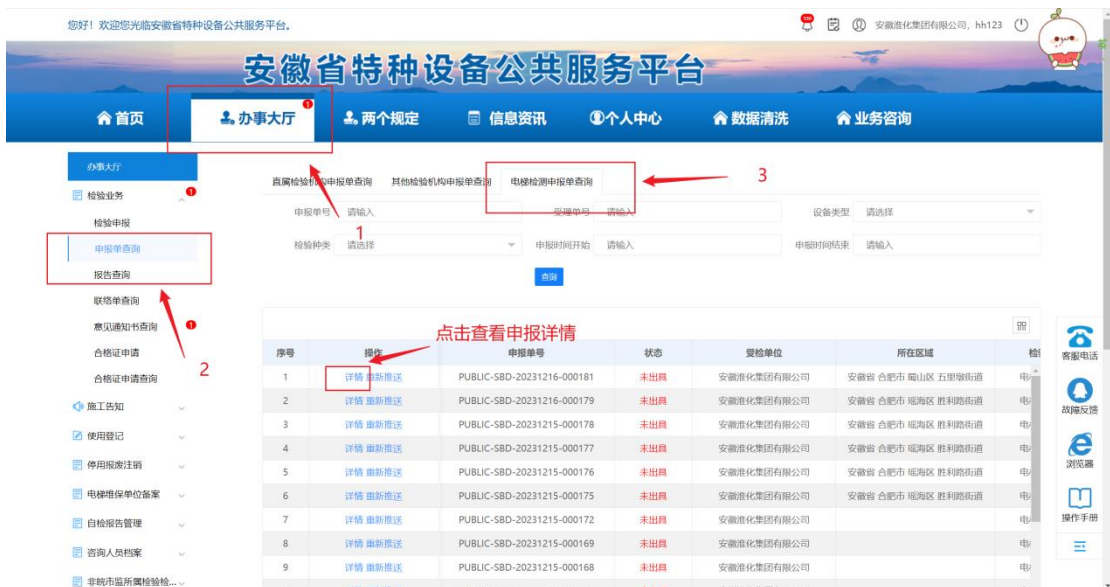 您好！欢迎您光临安徽省特种设备公共服务平台。
安徽淮化集团有限公司, hh123
安徽省特种设备公共服务平台
首页 办事大厅 1 两个规定 信息资讯 个人中心 数据清洗 业务咨询
办事大厅
检验业务 1
检验申报
申报单查询
报告查询
联络单查询
意见通知书查询 1
合格证申请
合格证申请查询
施工告知
使用登记
停用报废注销
电梯维保单位备案
自检报告管理
咨询人员档案
非皖市监所属检验检...
1
2
3
直属检验机构申报单查询 其他检验机构申报单查询 电梯检测申报单查询
申报单号 请输入 受理单号 请输入 设备类型 请选择
检验种类 请选择 申报时间开始 请输入 申报时间结束 请输入
查询
点击查看申报详情
序号 操作 申报单号 状态 受检单位 所在区域
1 详情 重新推送 PUBLIC-SBD-20231216-000181 未出具 安徽淮化集团有限公司 安徽省 合肥市 蜀山区 五里墩街道
2 详情 重新推送 PUBLIC-SBD-20231216-000179 未出具 安徽淮化集团有限公司 安徽省 合肥市 瑶海区 胜利路街道
3 详情 重新推送 PUBLIC-SBD-20231215-000178 未出具 安徽淮化集团有限公司 安徽省 合肥市 瑶海区 胜利路街道
4 详情 重新推送 PUBLIC-SBD-20231215-000177 未出具 安徽淮化集团有限公司 安徽省 合肥市 瑶海区 胜利路街道
5 详情 重新推送 PUBLIC-SBD-20231215-000176 未出具 安徽淮化集团有限公司 安徽省 合肥市 瑶海区 胜利路街道
6 详情 重新推送 PUBLIC-SBD-20231215-000175 未出具 安徽淮化集团有限公司 安徽省 合肥市 瑶海区 胜利路街道
7 详情 重新推送 PUBLIC-SBD-20231215-000172 未出具 安徽淮化集团有限公司
8 详情 重新推送 PUBLIC-SBD-20231215-000169 未出具 安徽淮化集团有限公司
9 详情 重新推送 PUBLIC-SBD-20231215-000168 未出具 安徽淮化集团有限公司
客服电话
故障反馈
浏览器
操作手册